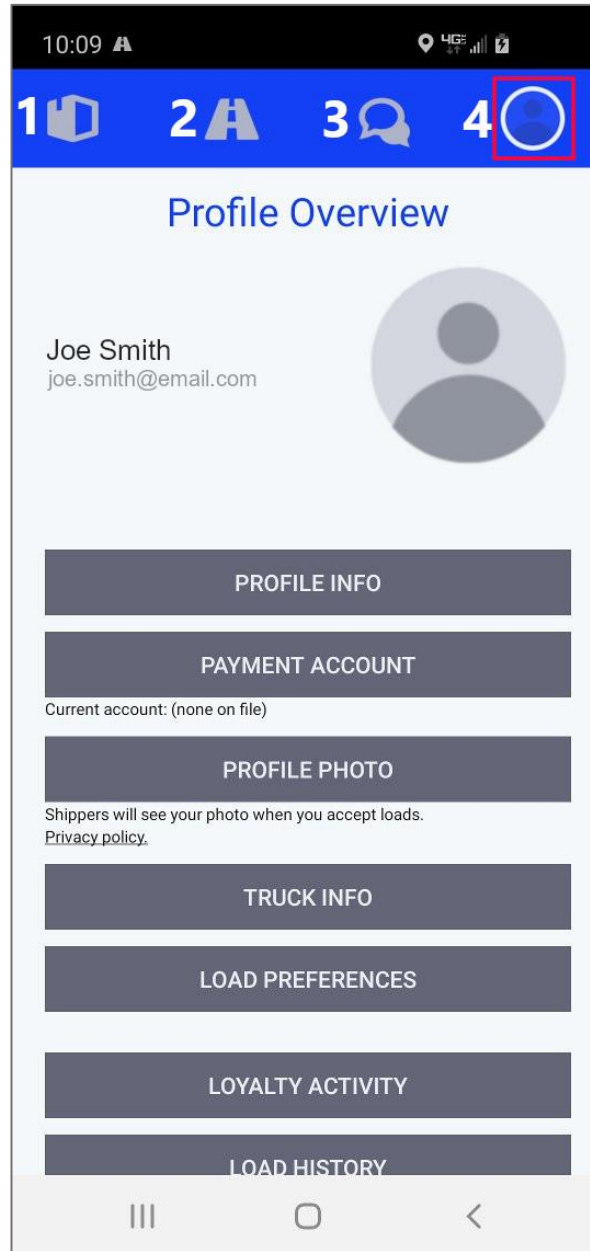 10:09 4GE
1 2 3 4
Profile Overview
Joe Smith
joe.smith@email.com
PROFILE INFO
PAYMENT ACCOUNT
Current account: (none on file)
PROFILE PHOTO
Shippers will see your photo when you accept loads.
Privacy policy.
TRUCK INFO
LOAD PREFERENCES
LOYALTY ACTIVITY
LOAD HISTORY